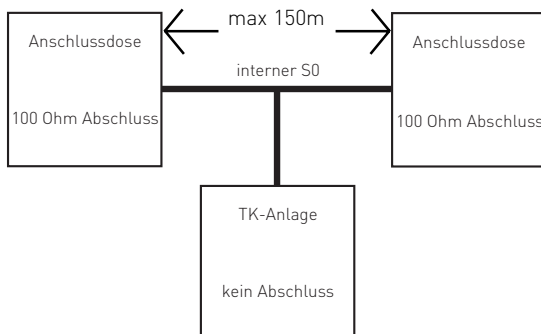 max 150m
Anschlussdose
Anschlussdose
interner S0
100 Ohm Abschluss
100 Ohm Abschluss
TK-Anlage
kein Abschluss